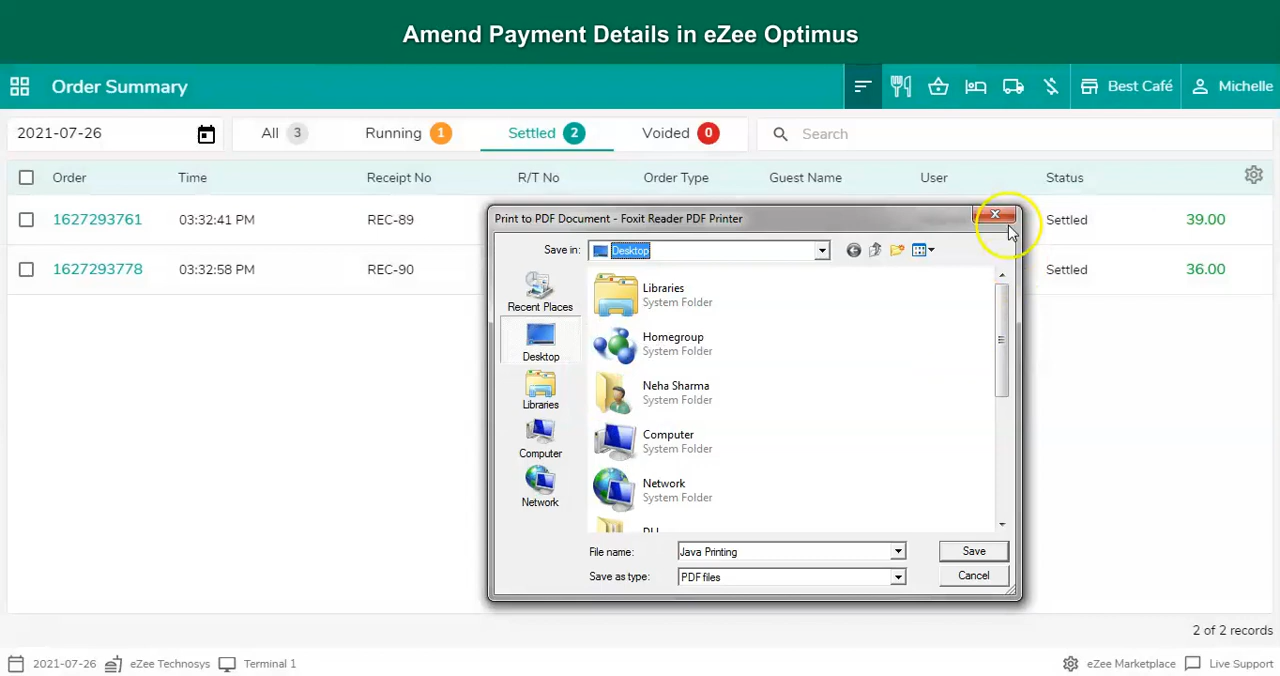 Amend Payment Details in eZee Optimus
Order Summary
Best Café
Michelle
2021-07-26
All 3
Running 1
Settled 2
Voided 0
Search
Order Time Receipt No R/T No Order Type Guest Name User Status
1627293761 03:32:41 PM REC-89 Settled 39.00
1627293778 03:32:58 PM REC-90 Settled 36.00
Print to PDF Document - Foxit Reader PDF Printer
Save in: Desktop
Recent Places
Desktop
Libraries
Computer
Network
Libraries
System Folder
Homegroup
System Folder
Neha Sharma
System Folder
Computer
System Folder
Network
System Folder
File name: Java Printing Save
Save as type: PDF files Cancel
2 of 2 records
2021-07-26 eZee Technosys Terminal 1 eZee Marketplace Live Support